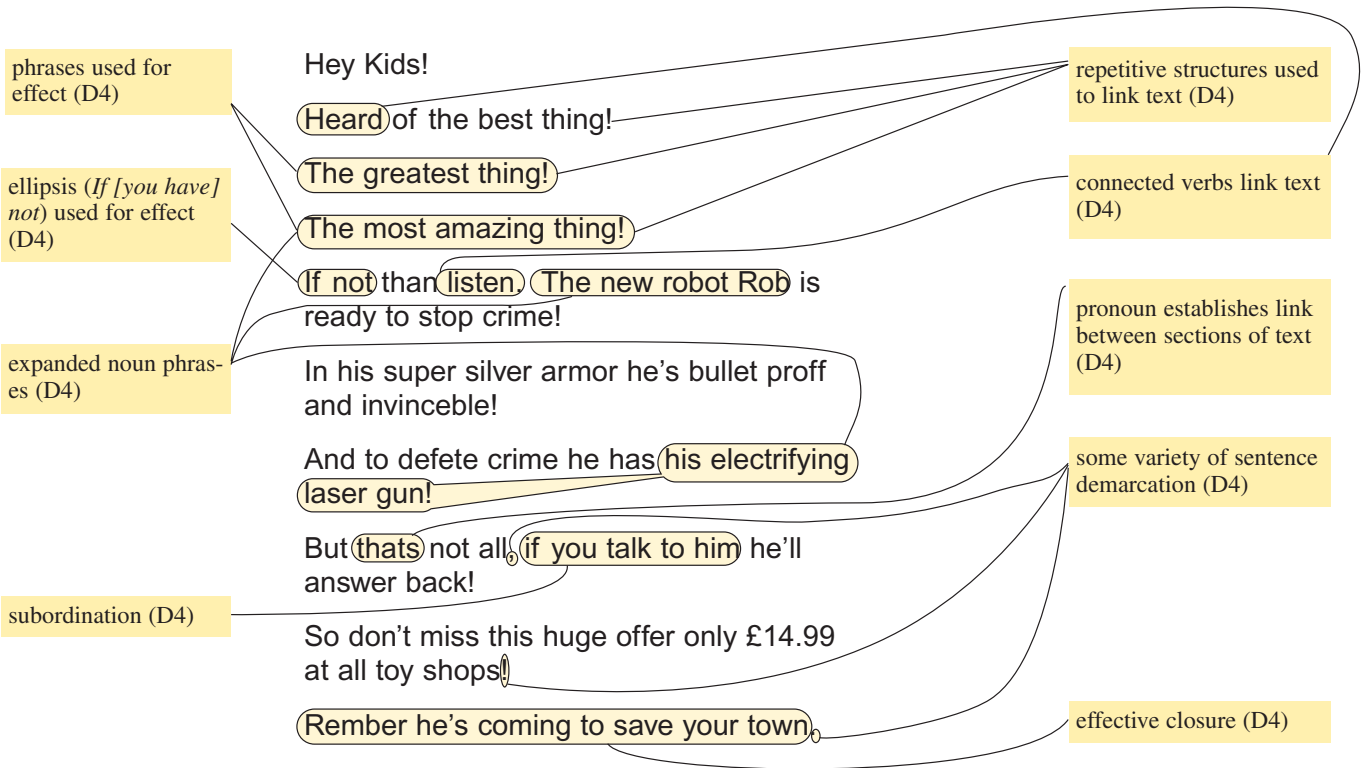 phrases used for
effect (D4)
ellipsis (If [you have]
not) used for effect
(D4)
expanded noun phras-
es (D4)
subordination (D4)
Hey Kids!
Heard of the best thing!
The greatest thing!
The most amazing thing!
If not than listen. The new robot Rob is
ready to stop crime!
In his super silver armor he's bullet proff
and invinceble!
And to defete crime he has his electrifying
laser gun!
But thats not all, if you talk to him he'll
answer back!
So don't miss this huge offer only £14.99
at all toy shops!
Rember he's coming to save your town.
repetitive structures used
to link text (D4)
connected verbs link text
(D4)
pronoun establishes link
between sections of text
(D4)
some variety of sentence
demarcation (D4)
effective closure (D4)